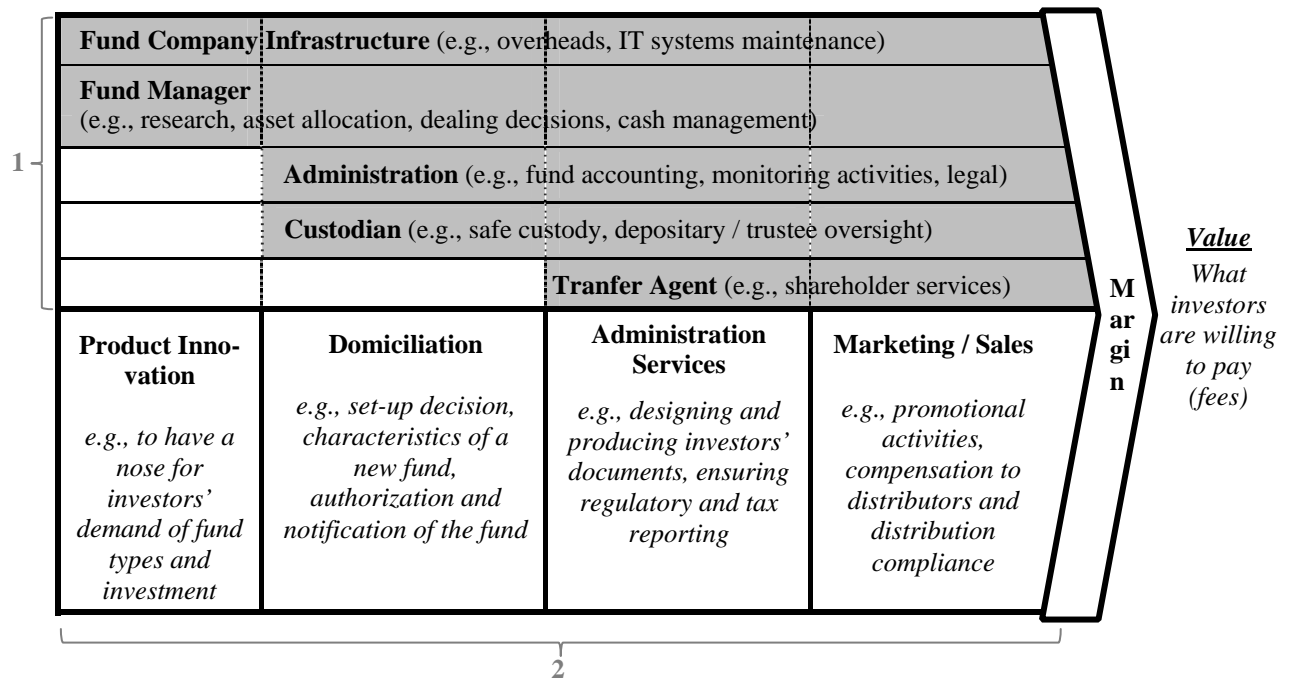 Fund Company Infrastructure (e.g., overheads, IT systems maintenance)
Fund Manager
(e.g., research, asset allocation, dealing decisions, cash management)
1
Administration (e.g., fund accounting, monitoring activities, legal)
Custodian (e.g., safe custody, depositary / trustee oversight)
Tranfer Agent (e.g., shareholder services)
Product Inno-
vation
e.g., to have a
nose for
investors’
demand of fund
types and
investment
Domiciliation
e.g., set-up decision,
characteristics of a
new fund,
authorization and
notification of the fund
Administration
Services
e.g., designing and
producing investors’
documents, ensuring
regulatory and tax
reporting
Marketing / Sales
e.g., promotional
activities,
compensation to
distributors and
distribution
compliance
M
ar
gi
n
Value
What
investors
are willing
to pay
(fees)
2